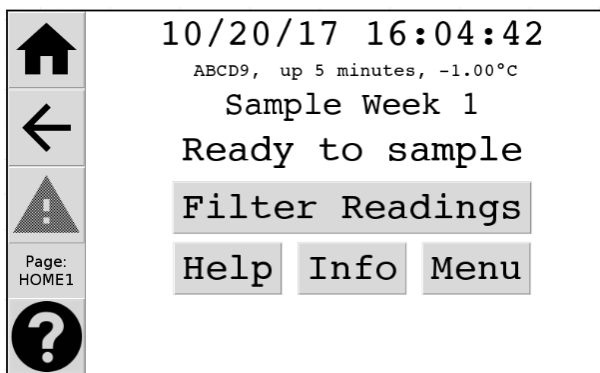 10/20/17 16:04:42
ABCD9, up 5 minutes, -1.00°C
Sample Week 1
Ready to sample
Filter Readings
Help Info Menu
Page:
HOME1